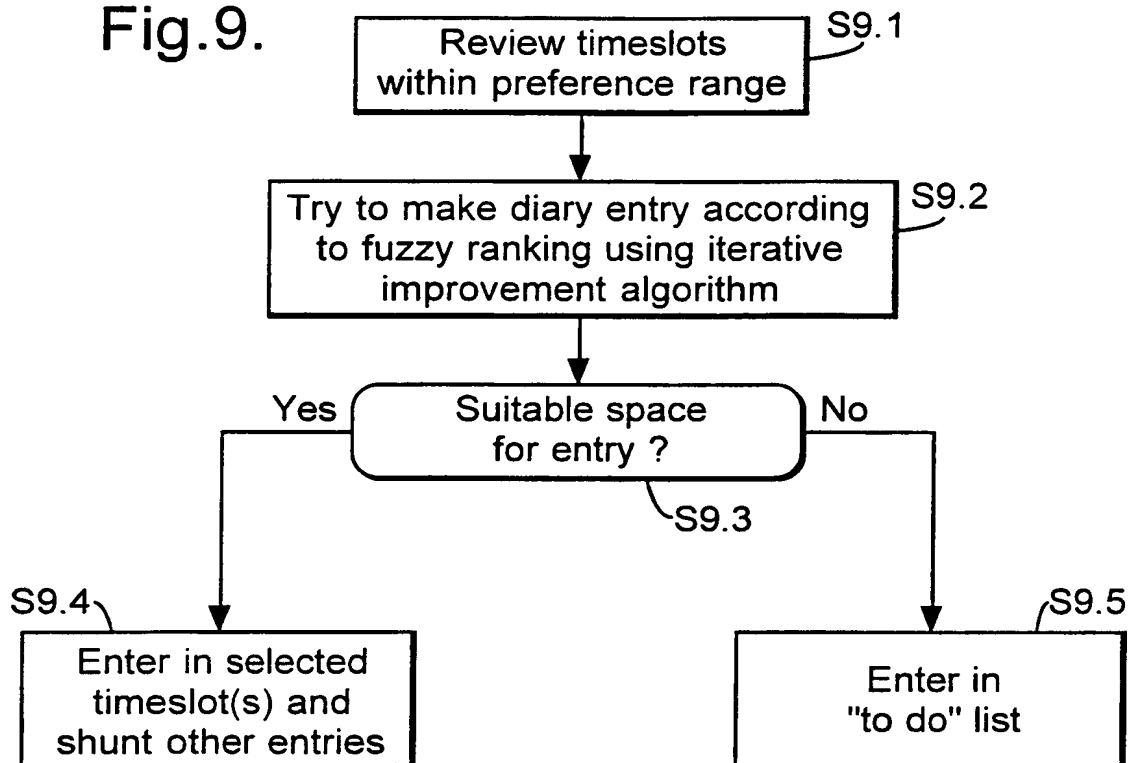 Fig.9.
Review timeslots
within preference range
S9.1
Try to make diary entry according
to fuzzy ranking using iterative
improvement algorithm
S9.2
Yes
Suitable space
for entry ?
No
S9.3
S9.4
Enter in selected
timeslot(s) and
shunt other entries
S9.5
Enter in
"to do" list